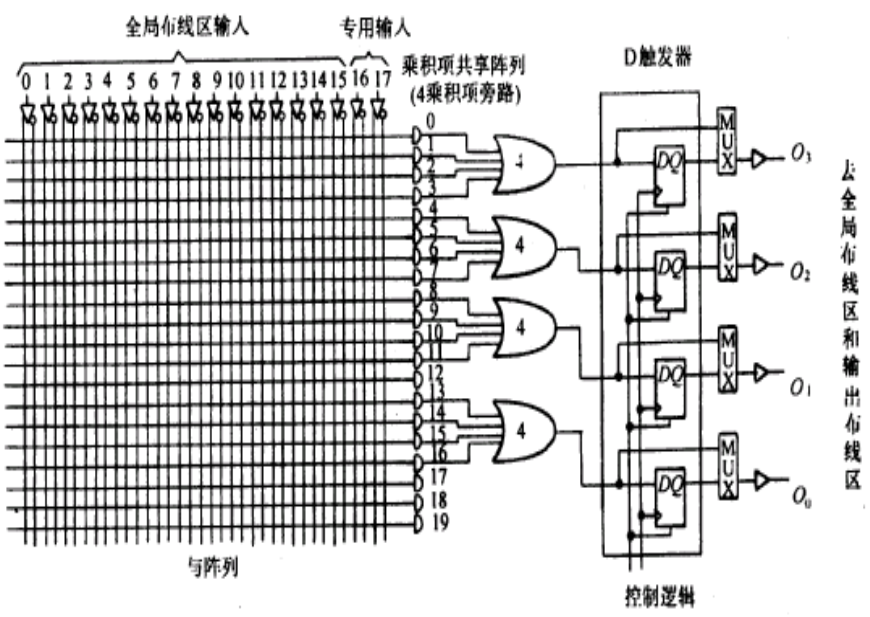 全局布线区输入 专用输入
0 1 2 3 4 5 6 7 8 9 10 11 12 13 14 15 16 17
乘积项共享阵列
(4乘积项旁路)
D触发器
0
1
2
3
4
5
6
7
8
9
10
11
12
13
14
15
16
17
18
19
4
4
4
4
DQ
DQ
DQ
DQ
MUX
MUX
MUX
MUX
O3
O2
O1
O0
去全局布线区和输出布线区
与阵列
控制逻辑